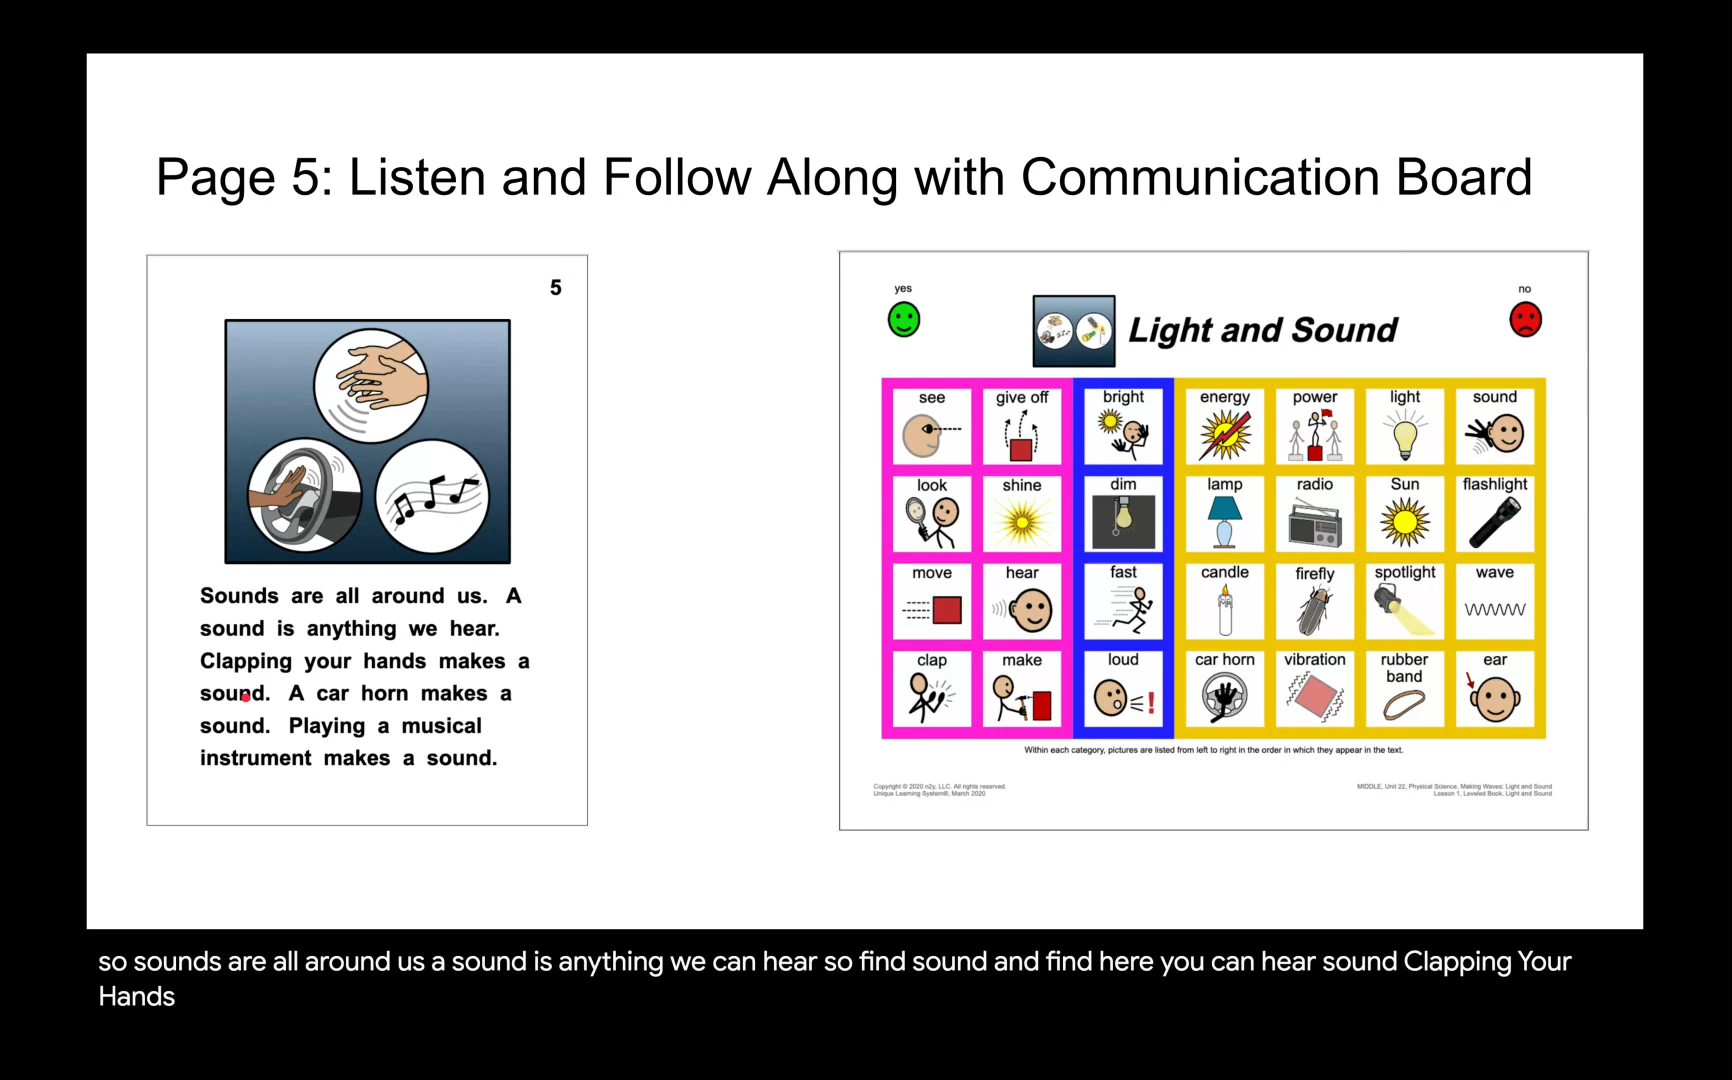 Page 5: Listen and Follow Along with Communication Board
5
Sounds are all around us. A
sound is anything we hear.
Clapping your hands makes a
sound. A car horn makes a
sound. Playing a musical
instrument makes a sound.
yes
no
Light and Sound
see give off bright energy power light sound
look shine dim lamp radio Sun flashlight
move hear fast candle firefly spotlight wave
clap make loud car horn vibration rubber band ear
Within each category, pictures are listed from left to right in the order in which they appear in the text.
Copyright © 2020 n2y, LLC. All rights reserved.
Unique Learning System®, March 2020
MIDDLE, Unit 22, Physical Science, Making Waves: Light and Sound
Lesson 1, Leveled Book, Light and Sound
so sounds are all around us a sound is anything we can hear so find sound and find here you can hear sound Clapping Your
Hands